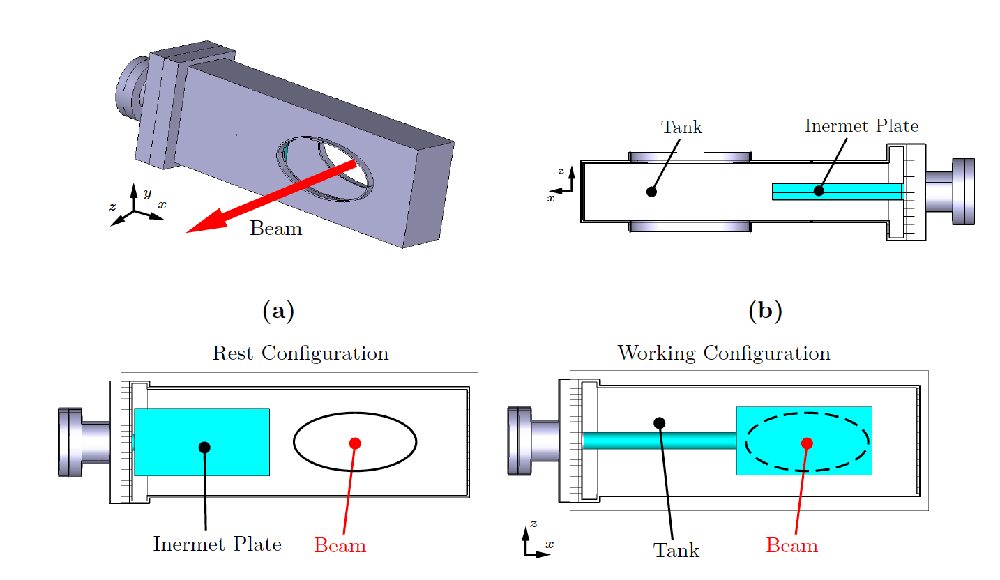 Tank
Inermet Plate
z
x
y
z
x
Beam
(a)
(b)
Rest Configuration
Working Configuration
Inermet Plate
Beam
z
x
Tank
Beam